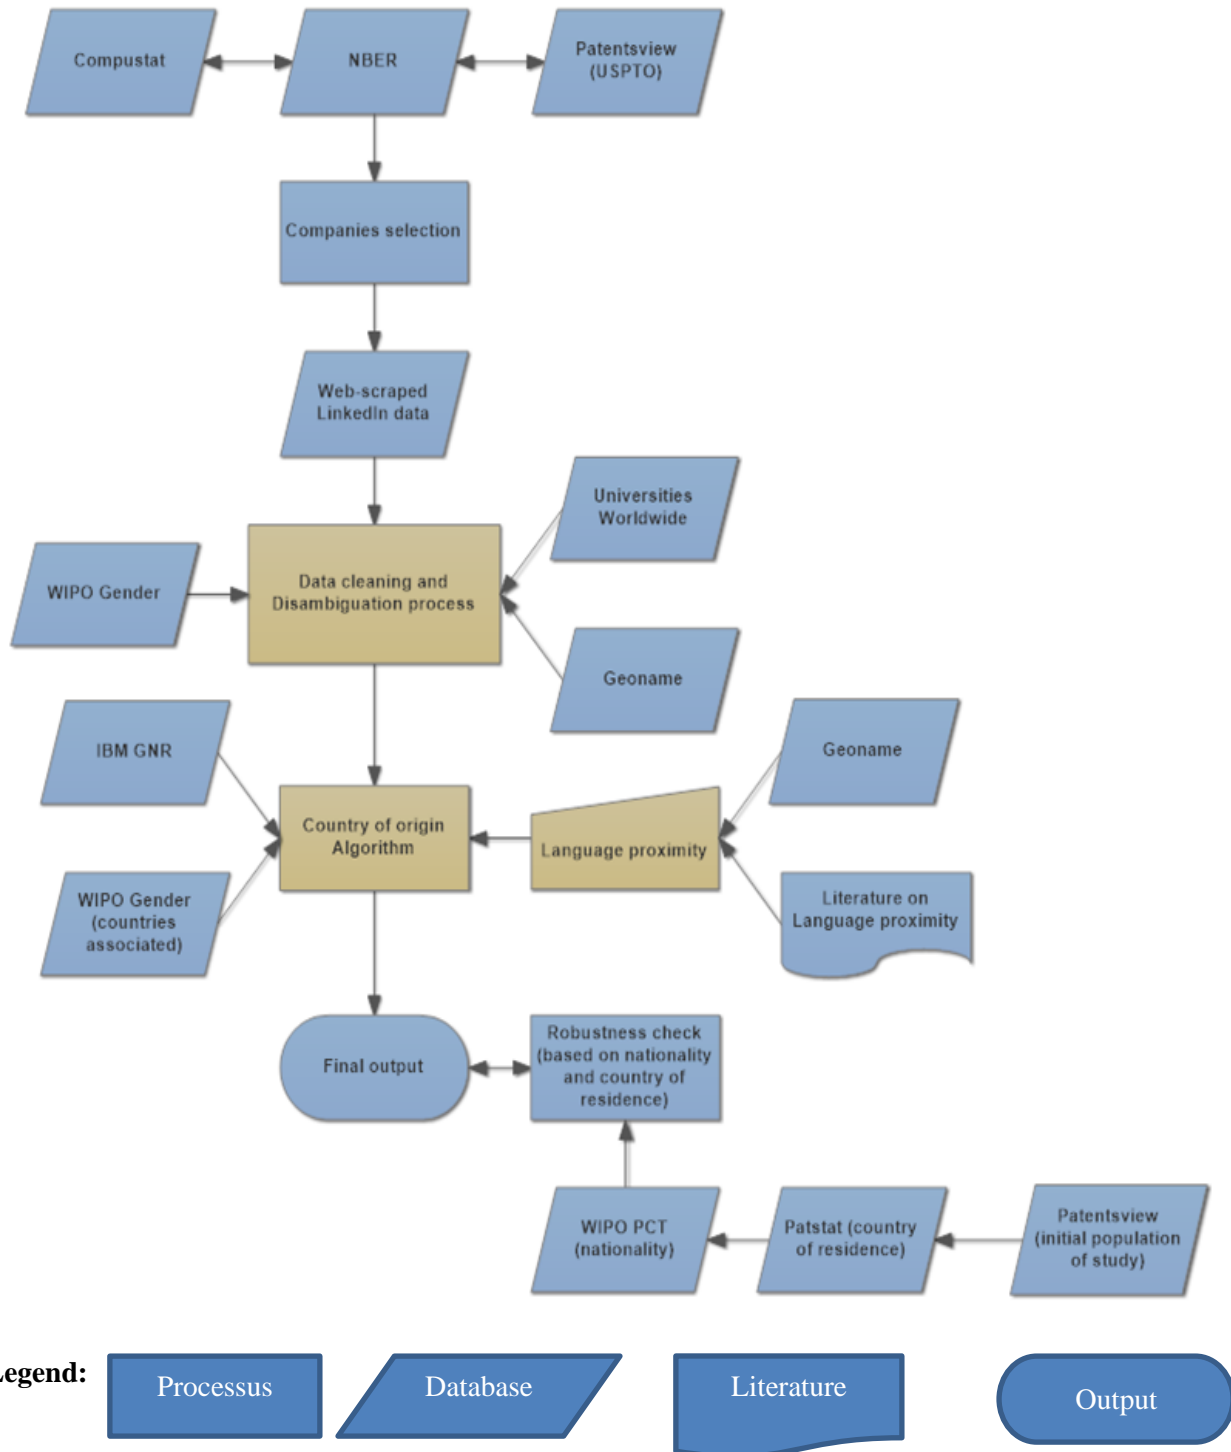 Compustat
NBER
Patentsview
(USPTO)
Companies selection
Web-scraped
LinkedIn data
Universities
Worldwide
WIPO Gender
Data cleaning and
Disambiguation process
Geoname
IBM GNR
Geoname
Country of origin
Algorithm
Language proximity
WIPO Gender
(countries
associated)
Literature on
Language proximity
Final output
Robustness check
(based on nationality
and country of
residence)
WIPO PCT
(nationality)
Patstat (country
of residence)
Patentsview
(initial population
of study)
Legend:
Processus
Database
Literature
Output